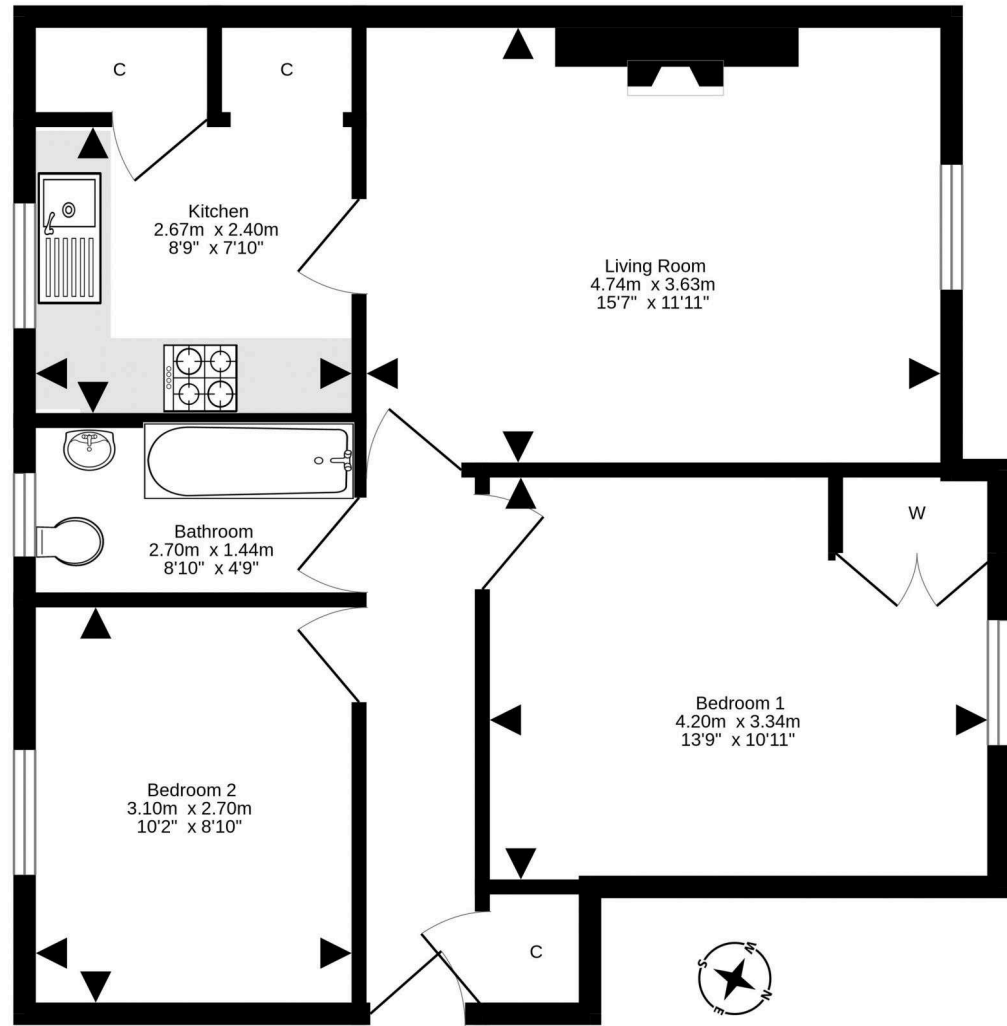 C
C
Kitchen
2.67m x 2.40m
8'9" x 7'10"
Living Room
4.74m x 3.63m
15'7" x 11'11"
Bathroom
2.70m x 1.44m
8'10" x 4'9"
W
Bedroom 1
4.20m x 3.34m
13'9" x 10'11"
Bedroom 2
3.10m x 2.70m
10'2" x 8'10"
C
W
S
N
E